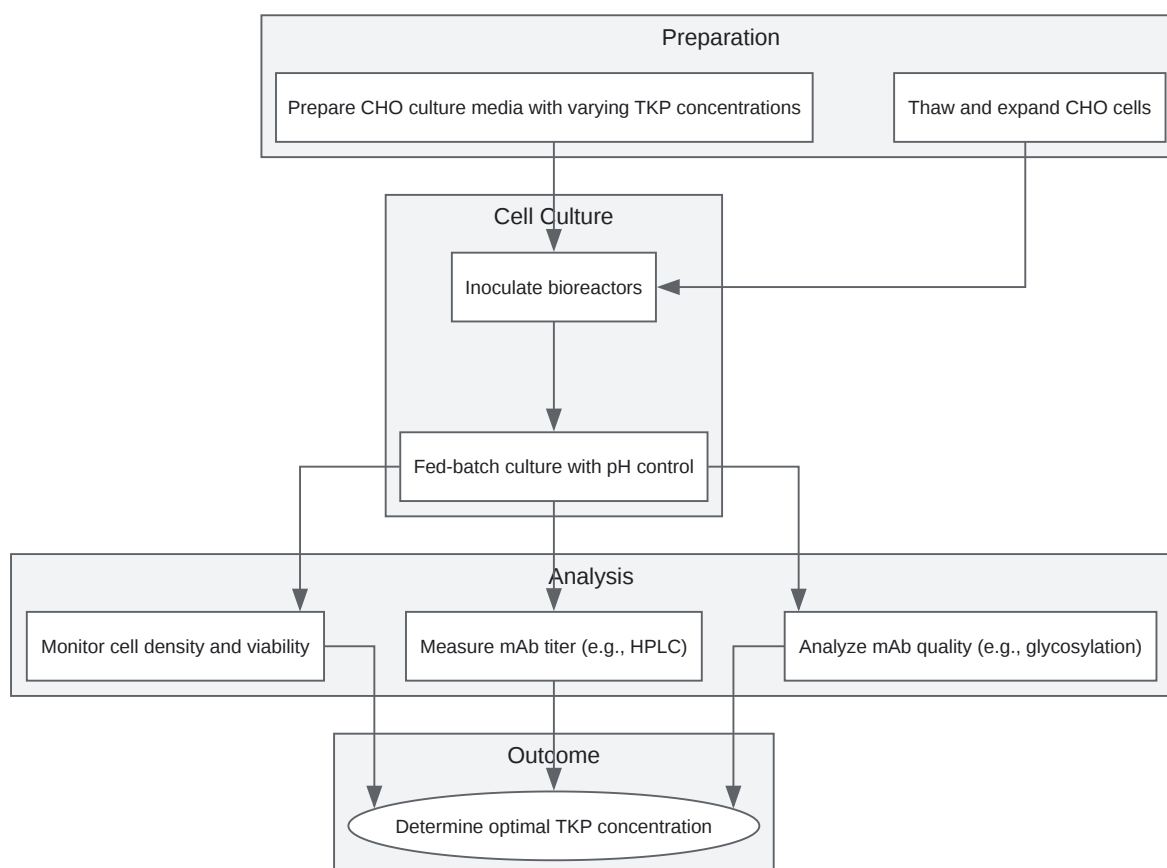 Preparation
Prepare CHO culture media with varying TKP concentrations
Thaw and expand CHO cells
Cell Culture
Inoculate bioreactors
Fed-batch culture with pH control
Analysis
Monitor cell density and viability
Measure mAb titer (e.g., HPLC)
Analyze mAb quality (e.g., glycosylation)
Outcome
Determine optimal TKP concentration